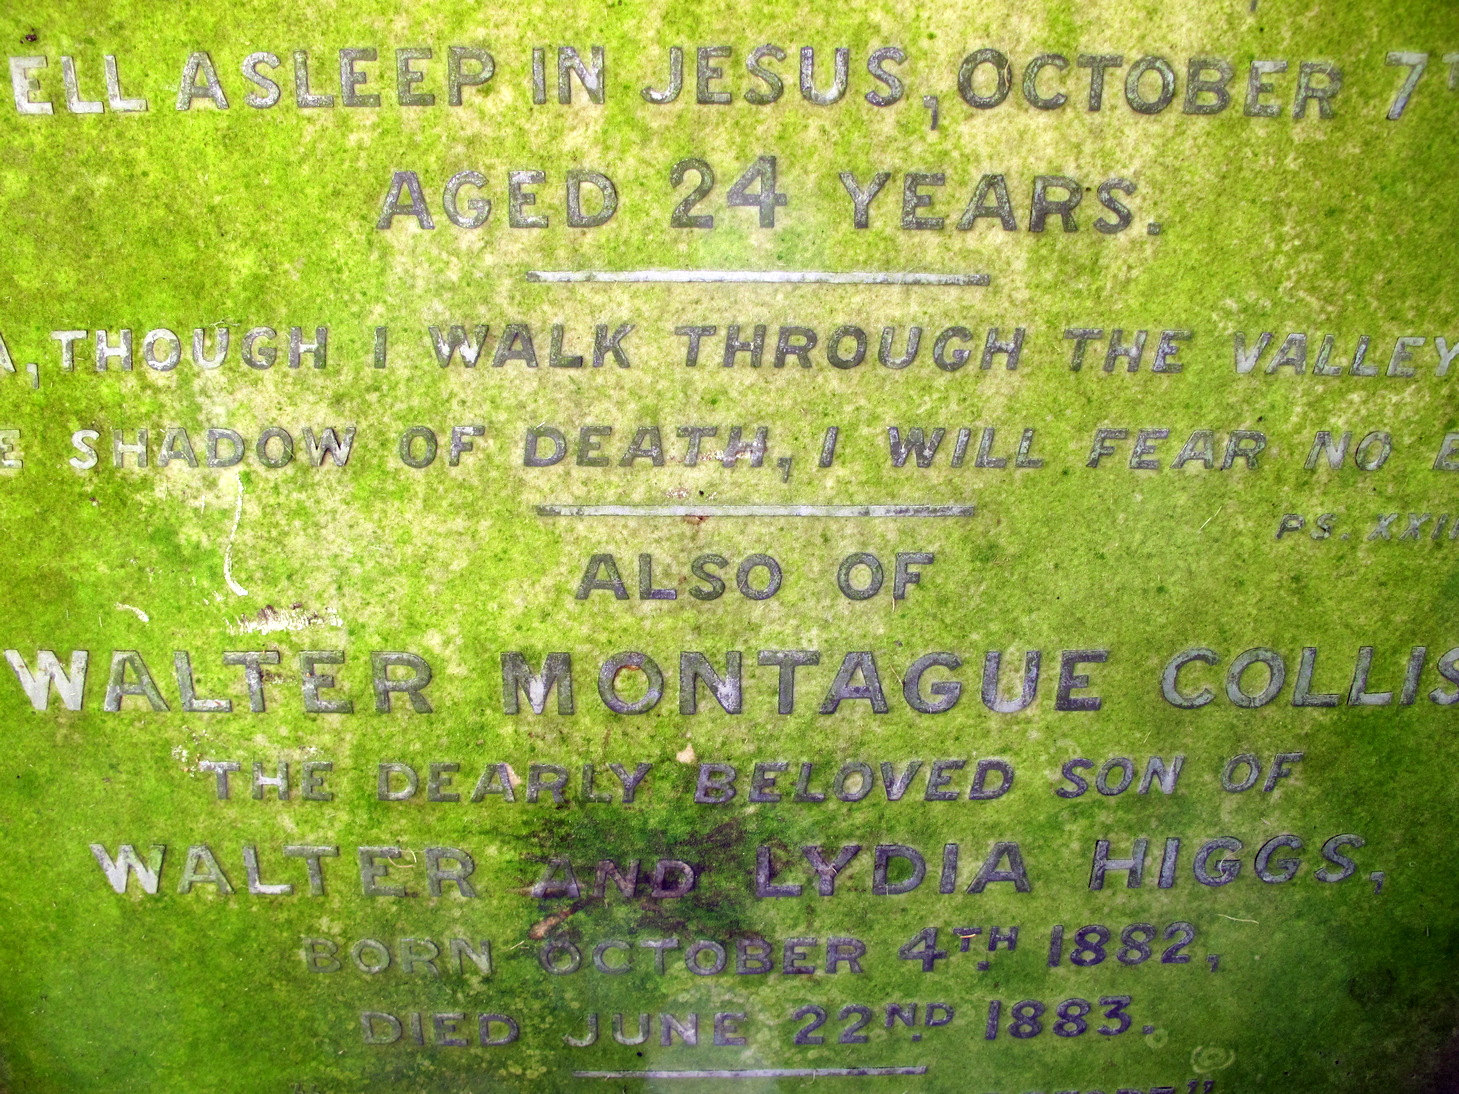 ELL ASLEEP IN JESUS, OCTOBER 7T
AGED 24 YEARS.
A, THOUGH I WALK THROUGH THE VALLEY
E SHADOW OF DEATH, I WILL FEAR NO E
PS. XXII
ALSO OF
WALTER MONTAGUE COLLIS
THE DEARLY BELOVED SON OF
WALTER AND LYDIA HIGGS,
BORN OCTOBER 4TH 1882,
DIED JUNE 22ND 1883.